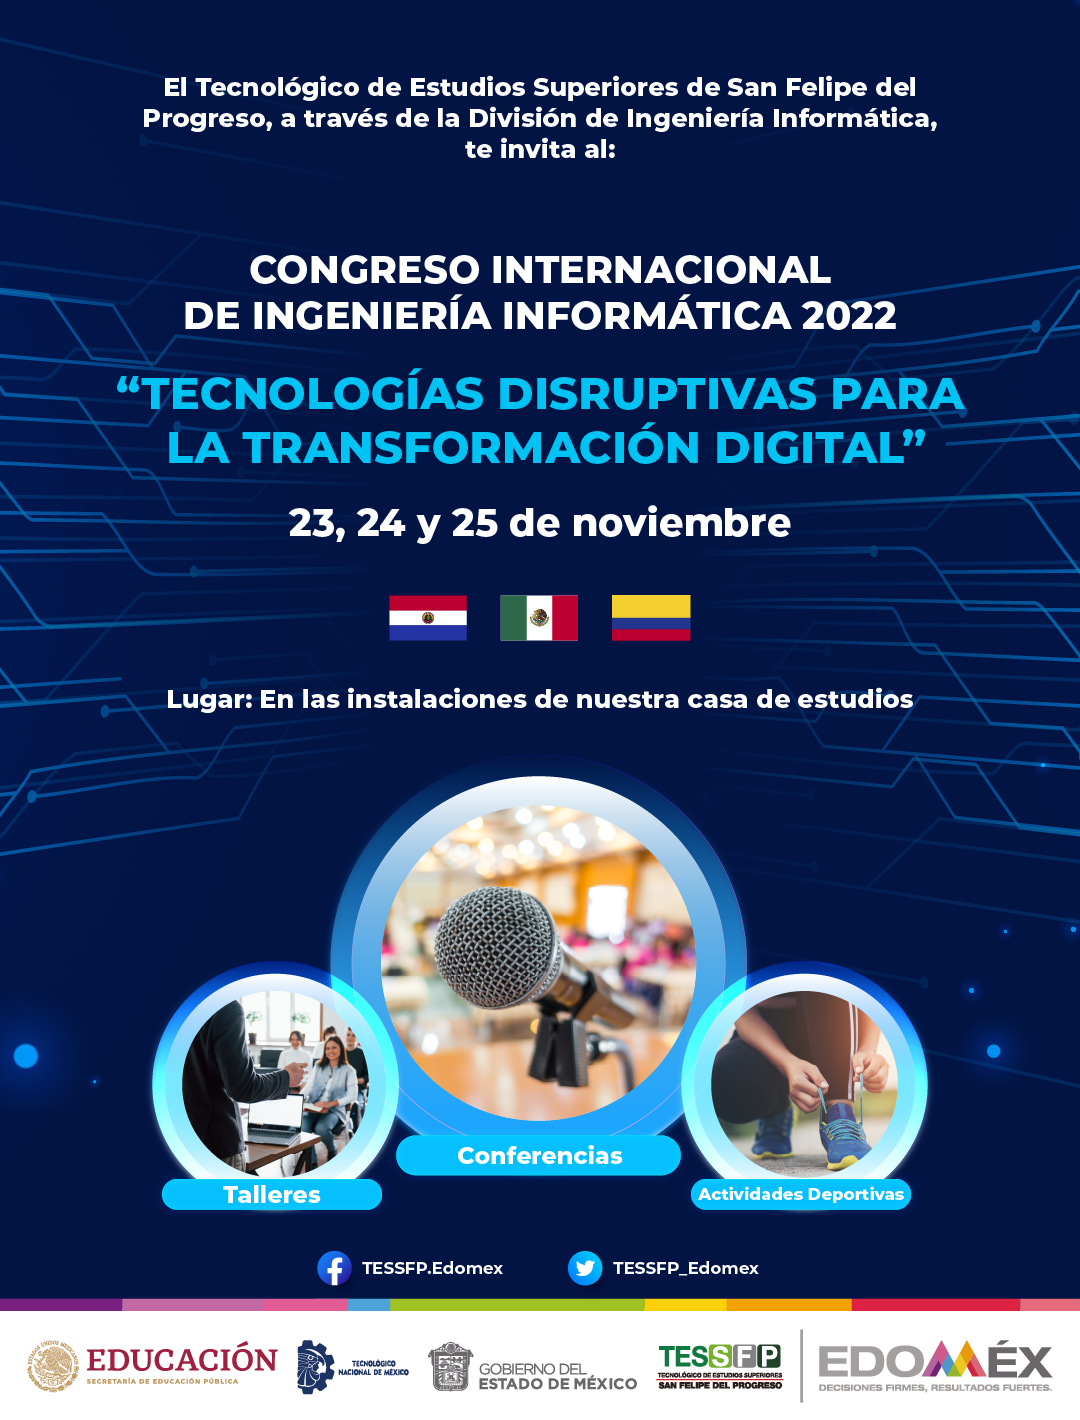 El Tecnológico de Estudios Superiores de San Felipe del
Progreso, a través de la División de Ingeniería Informática,
te invita al:
CONGRESO INTERNACIONAL
DE INGENIERÍA INFORMÁTICA 2022
“TECNOLOGÍAS DISRUPTIVAS PARA
LA TRANSFORMACIÓN DIGITAL”
23, 24 y 25 de noviembre
Lugar: En las instalaciones de nuestra casa de estudios
Conferencias
Talleres
Actividades Deportivas
TESSFP.Edomex
TESSFP_Edomex
ESTADOS UNIDOS MEXICANOS
EDUCACIÓN
SECRETARÍA DE EDUCACIÓN PÚBLICA
TECNOLÓGICO
NACIONAL DE MÉXICO
GOBIERNO DEL
ESTADO DE MÉXICO
TESSFP
TECNOLÓGICO DE ESTUDIOS SUPERIORES
SAN FELIPE DEL PROGRESO
EDOMÉX
DECISIONES FIRMES, RESULTADOS FUERTES.